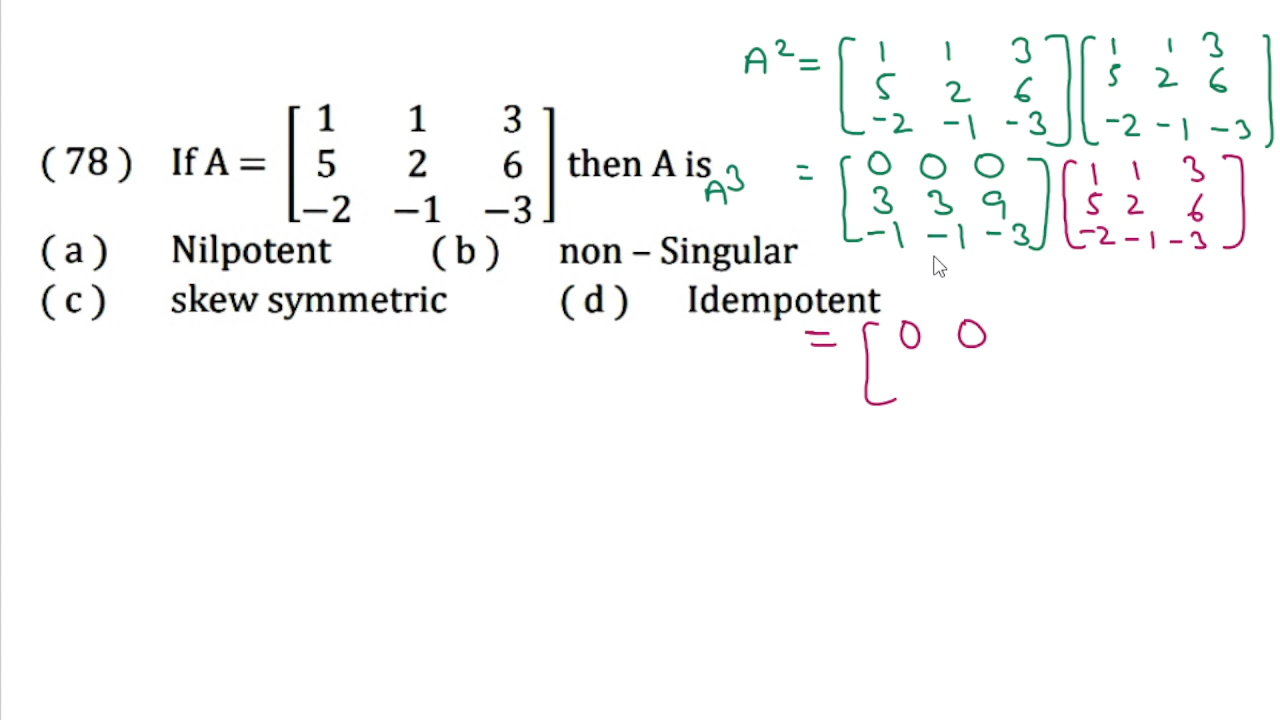 A² = [ 1 1 3 ] [ 1 1 3 ]
5 2 6 5 2 6
-2 -1 -3 -2 -1 -3
1 1 3
(78) If A = [ 5 2 6 ] then A is
−2 −1 −3
A³ = [ 0 0 0 ] [ 1 1 3 ]
3 3 9 5 2 6
-1 -1 -3 -2 -1 -3
(a) Nilpotent (b) non − Singular
(c) skew symmetric (d) Idempotent
= [ 0 0